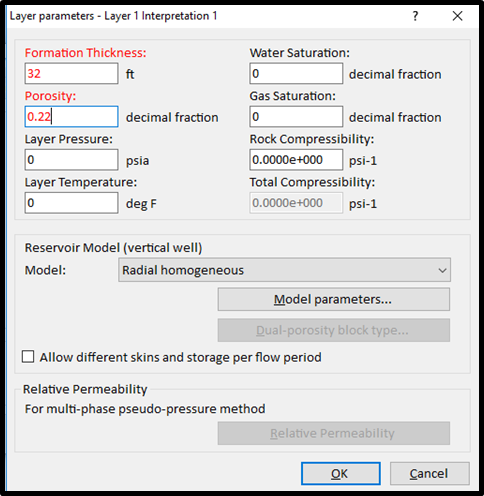 Layer parameters - Layer 1 Interpretation 1 ?
Formation Thickness:
32 ft
Porosity:
0.22 decimal fraction
Layer Pressure:
0 psia
Layer Temperature:
0 deg F
Water Saturation:
0 decimal fraction
Gas Saturation:
0 decimal fraction
Rock Compressibility:
0.0000e+000 psi-1
Total Compressibility:
0.0000e+000 psi-1
Reservoir Model (vertical well)
Model: Radial homogeneous
Model parameters...
Dual-porosity block type...
Allow different skins and storage per flow period
Relative Permeability
For multi-phase pseudo-pressure method
Relative Permeability
OK Cancel